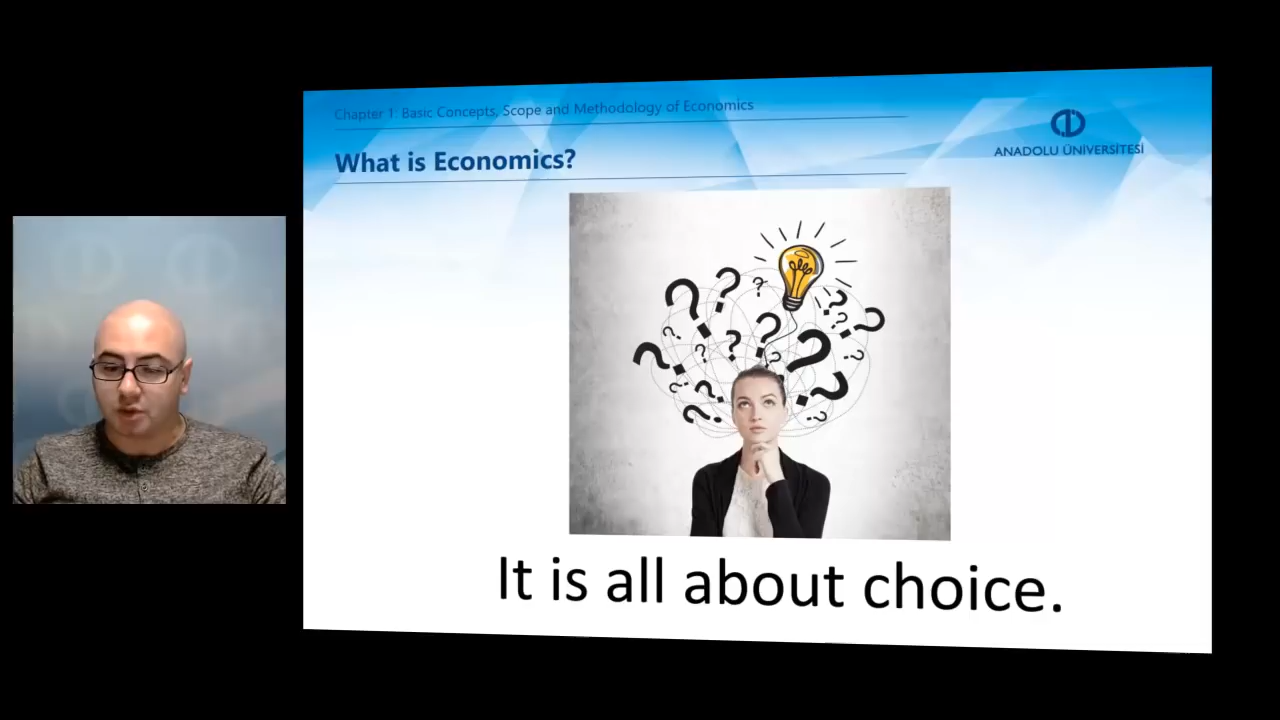 Chapter 1: Basic Concepts, Scope and Methodology of Economics
ANADOLU ÜNİVERSİTESİ
What is Economics?
It is all about choice.